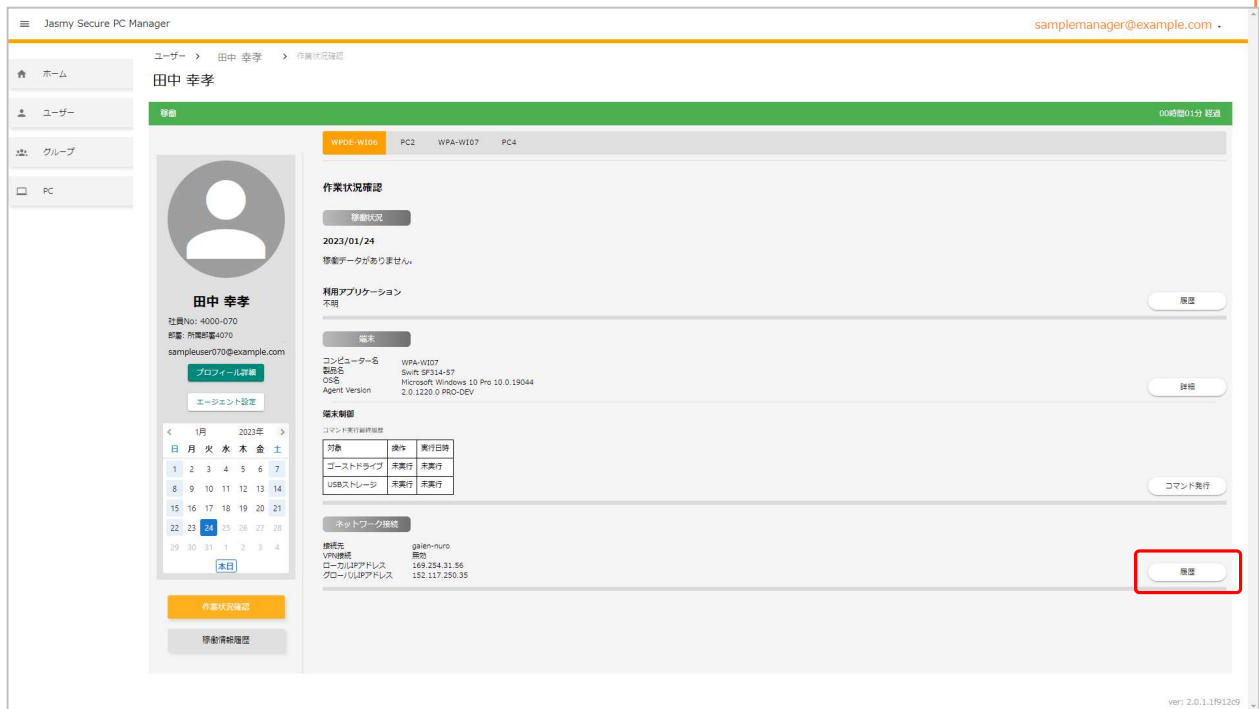 Jasmy Secure PC Manager
samplemanager@example.com
ユーザー > 田中 幸孝 > 作業状況確認
田中 幸孝
ホーム
ユーザー
グループ
PC
稼働 00時間01分 経過
WPDE-WI06 PC2 WPA-WI07 PC4
田中 幸孝
社員No: 4000-070
部署: 所属部署4070
sampleuser070@example.com
プロフィール詳細
エージェント設定
< 1月 2023年 >
日 月 火 水 木 金 土
1 2 3 4 5 6 7
8 9 10 11 12 13 14
15 16 17 18 19 20 21
22 23 24 25 26 27 28
29 30 31 1 2 3 4
本日
作業状況確認
稼働情報履歴
作業状況確認
稼働状況
2023/01/24
稼働データがありません。
利用アプリケーション
不明
履歴
端末
コンピューター名 WPA-WI07
製品名 Swift SF314-57
OS名 Microsoft Windows 10 Pro 10.0.19044
Agent Version 2.0.1220.0 PRO-DEV
詳細
端末制御
コマンド実行最終履歴
対象 操作 実行日時
ゴーストドライブ 未実行 未実行
USBストレージ 未実行 未実行
コマンド発行
ネットワーク接続
接続先 gaien-nuro
VPN接続 無効
ローカルIPアドレス 169.254.31.56
グローバルIPアドレス 152.117.250.35
履歴
ver: 2.0.1.1f912c9